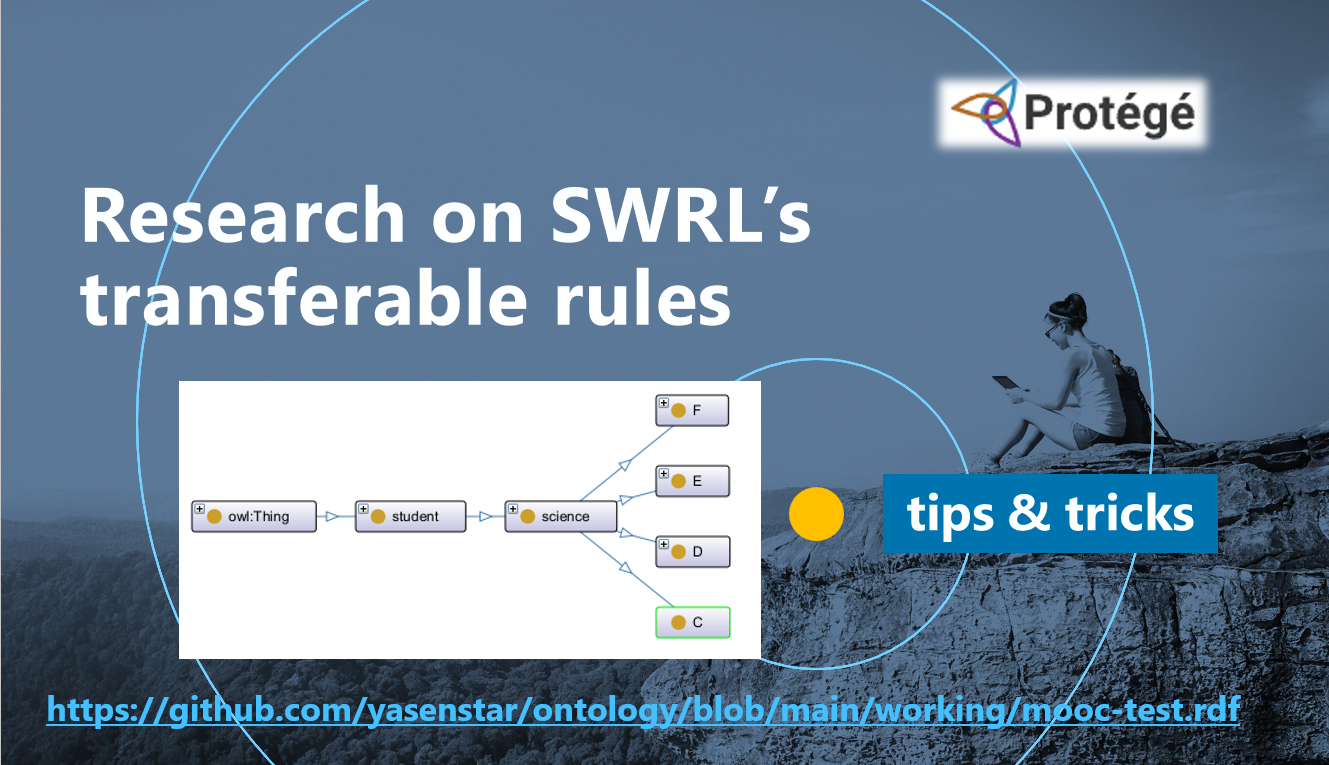 Protégé
Research on SWRL’s
transferable rules
F
E
owl:Thing
student
science
D
C
tips & tricks
https://github.com/yasenstar/ontology/blob/main/working/mooc-test.rdf